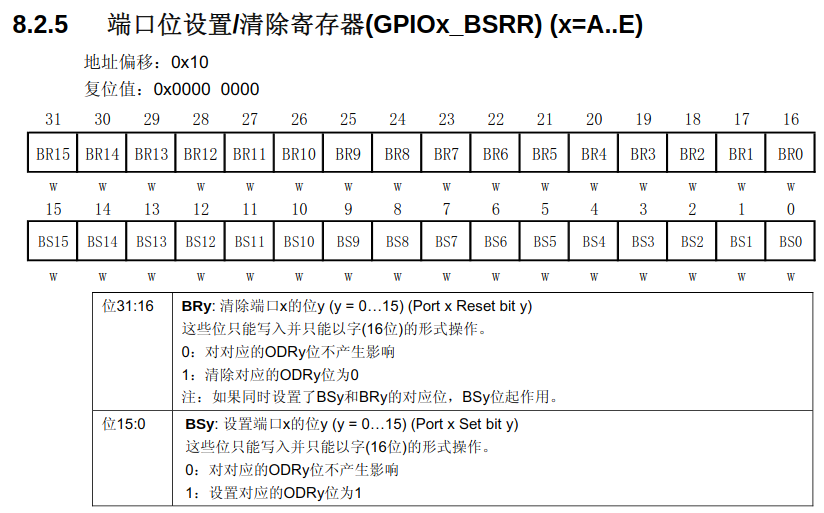 8.2.5 端口位设置/清除寄存器(GPIOx_BSRR) (x=A..E)
地址偏移：0x10
复位值：0x0000 0000
31 30 29 28 27 26 25 24 23 22 21 20 19 18 17 16
BR15 BR14 BR13 BR12 BR11 BR10 BR9 BR8 BR7 BR6 BR5 BR4 BR3 BR2 BR1 BR0
w w w w w w w w w w w w w w w w
15 14 13 12 11 10 9 8 7 6 5 4 3 2 1 0
BS15 BS14 BS13 BS12 BS11 BS10 BS9 BS8 BS7 BS6 BS5 BS4 BS3 BS2 BS1 BS0
w w w w w w w w w w w w w w w w
位31:16 BRy: 清除端口x的位y (y = 0…15) (Port x Reset bit y)
这些位只能写入并只能以字(16位)的形式操作。
0：对对应的ODRy位不产生影响
1：清除对应的ODRy位为0
注：如果同时设置了BSy和BRy的对应位，BSy位起作用。
位15:0 BSy: 设置端口x的位y (y = 0…15) (Port x Set bit y)
这些位只能写入并只能以字(16位)的形式操作。
0：对对应的ODRy位不产生影响
1：设置对应的ODRy位为1